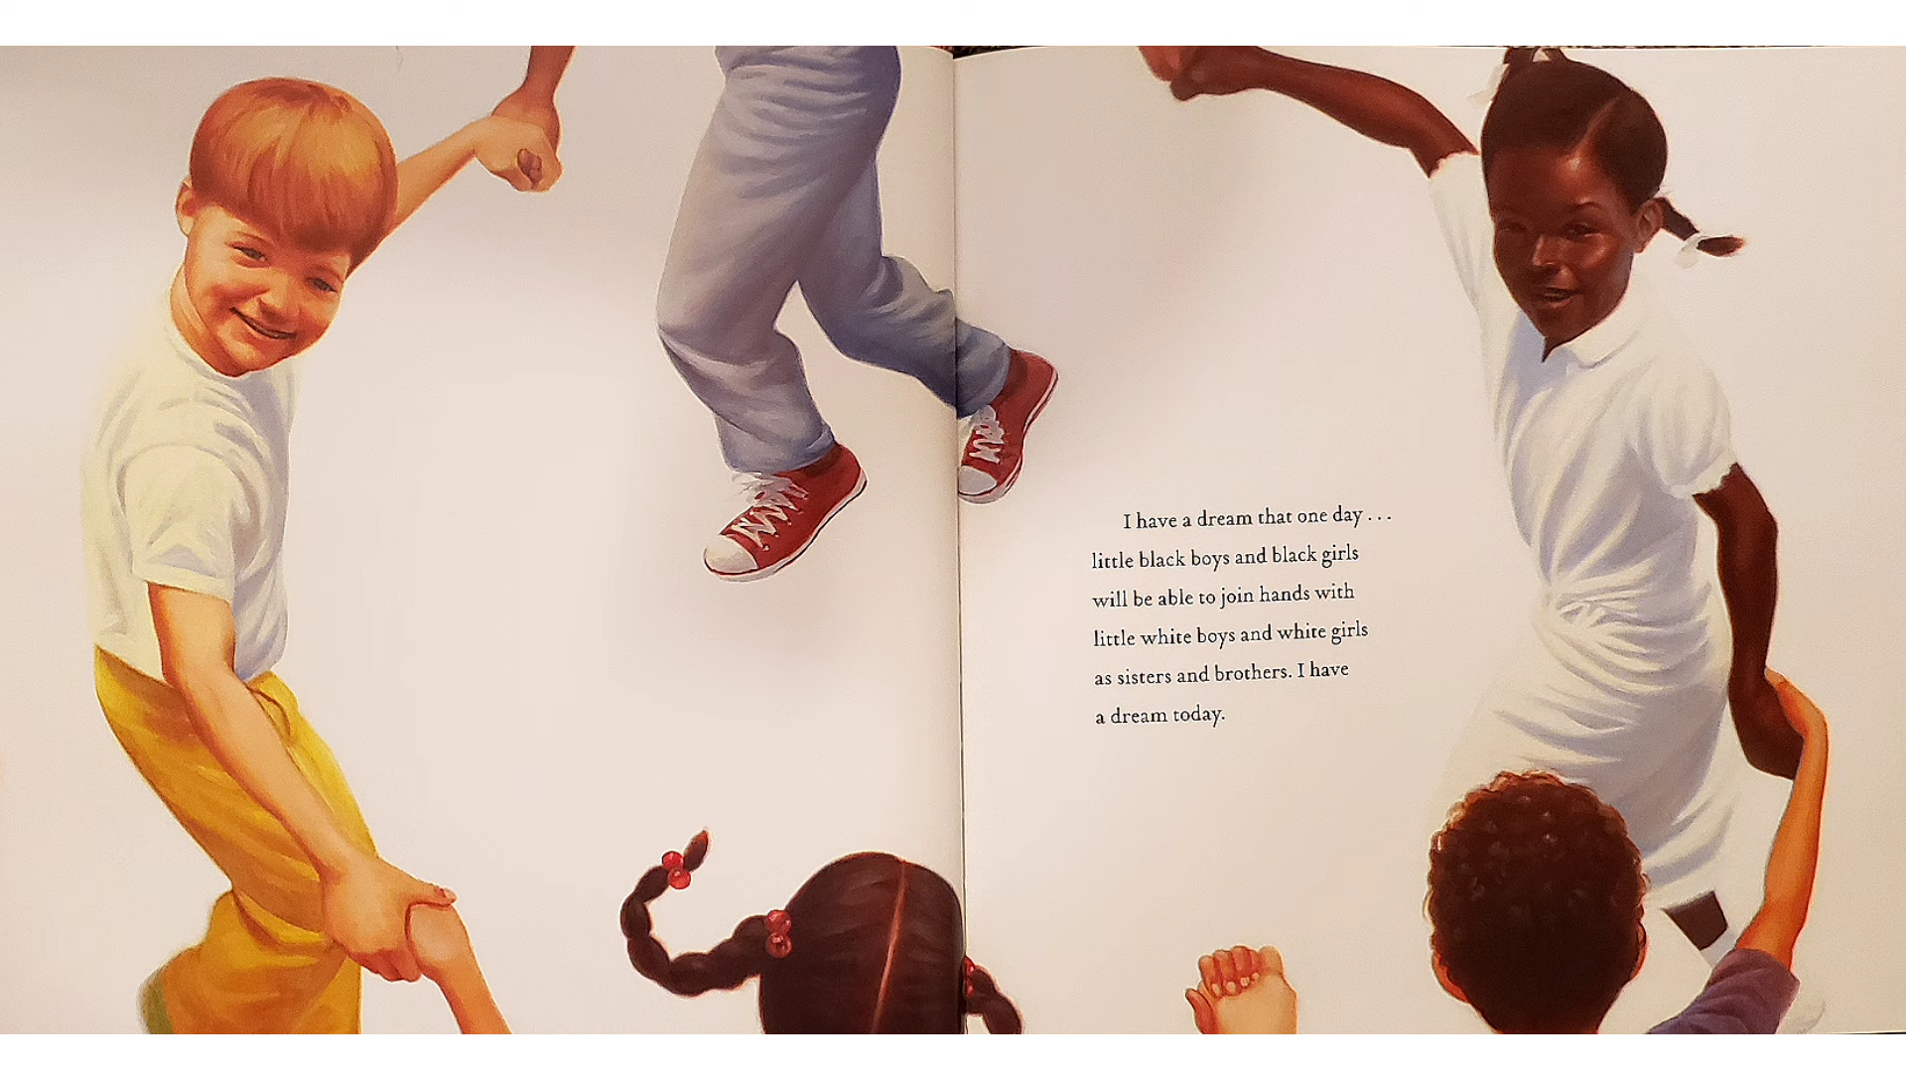 I have a dream that one day . . .
little black boys and black girls
will be able to join hands with
little white boys and white girls
as sisters and brothers. I have
a dream today.